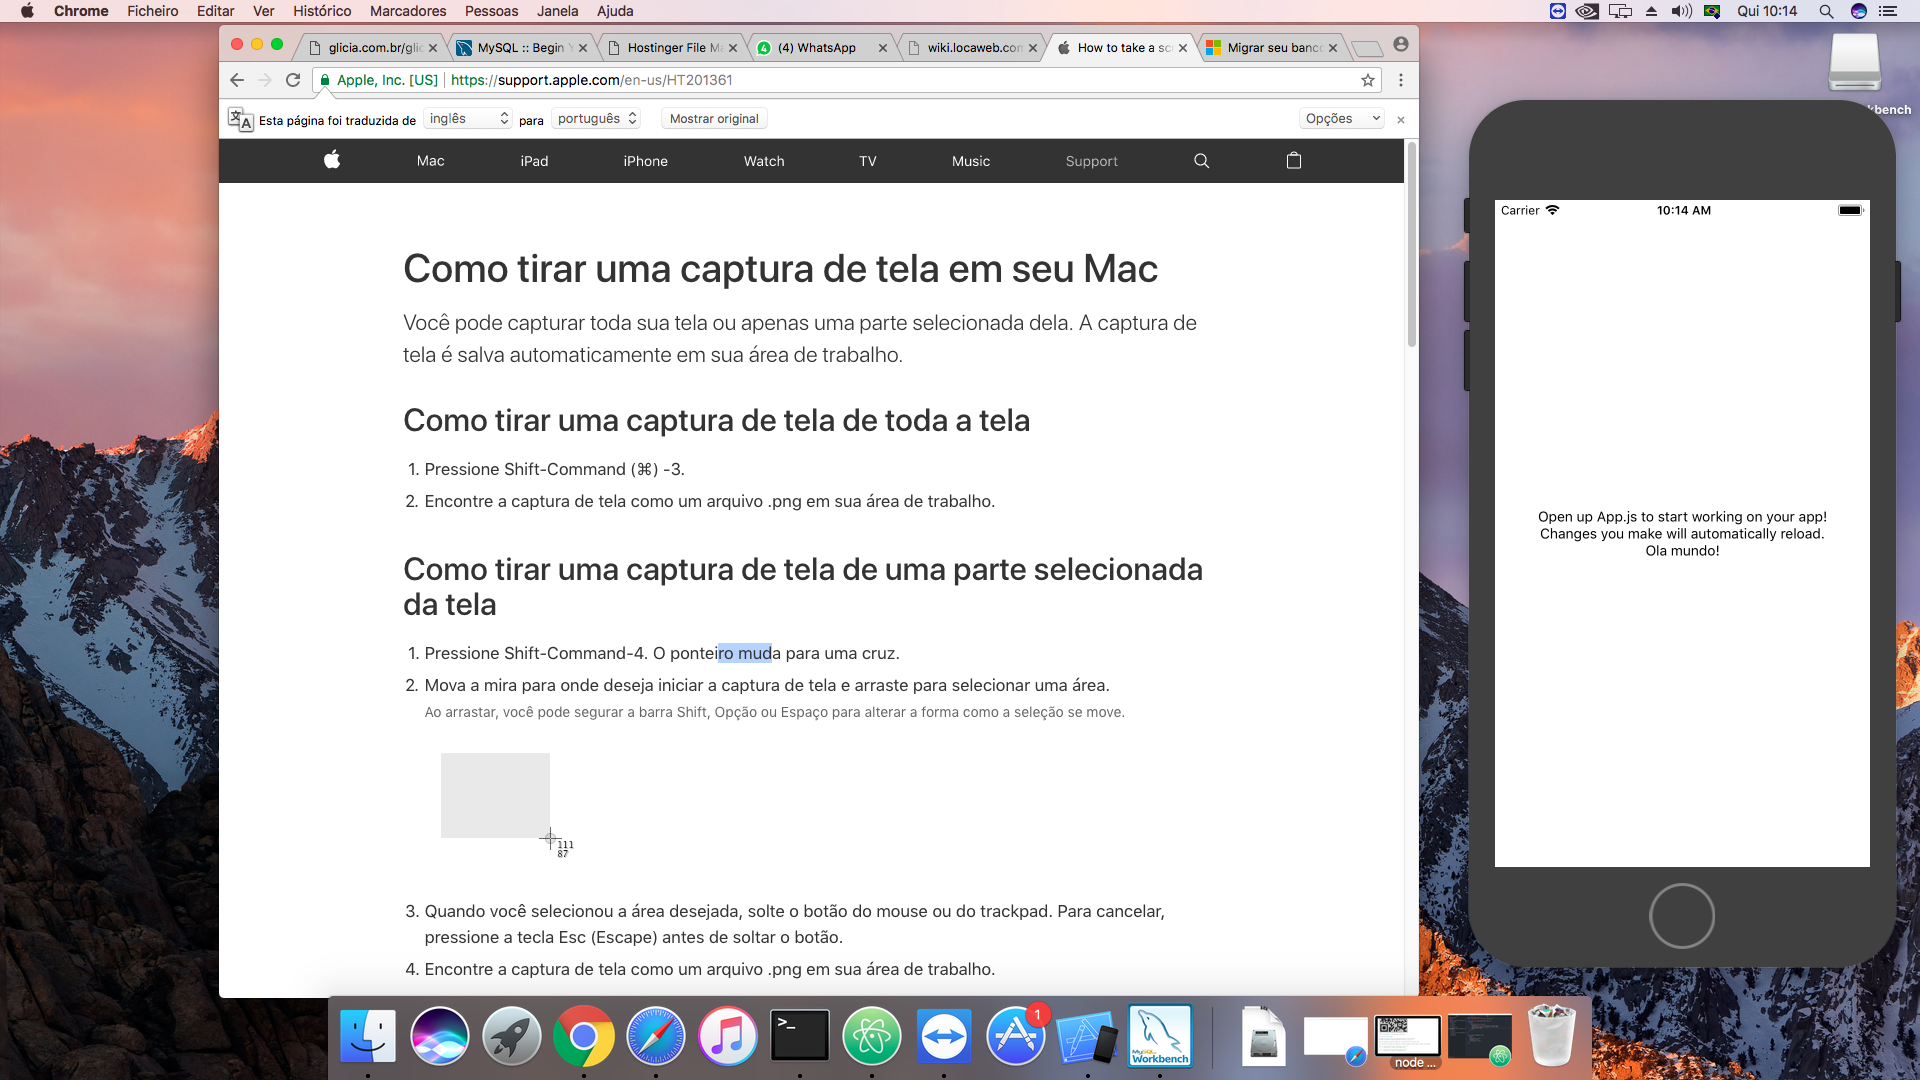 Chrome Ficheiro Editar Ver Histórico Marcadores Pessoas Janela Ajuda Qui 10:14
glicia.com.br/glic MySQL :: Begin Y Hostinger File Ma (4) WhatsApp wiki.locaweb.com How to take a scr Migrar seu banco
Apple, Inc. [US] https://support.apple.com/en-us/HT201361
Esta página foi traduzida de inglês para português Mostrar original Opções
Mac iPad iPhone Watch TV Music Support
Como tirar uma captura de tela em seu Mac
Você pode capturar toda sua tela ou apenas uma parte selecionada dela. A captura de
tela é salva automaticamente em sua área de trabalho.
Como tirar uma captura de tela de toda a tela
1. Pressione Shift-Command (⌘) -3.
2. Encontre a captura de tela como um arquivo .png em sua área de trabalho.
Como tirar uma captura de tela de uma parte selecionada
da tela
1. Pressione Shift-Command-4. O ponteiro muda para uma cruz.
2. Mova a mira para onde deseja iniciar a captura de tela e arraste para selecionar uma área.
Ao arrastar, você pode segurar a barra Shift, Opção ou Espaço para alterar a forma como a seleção se move.
111
87
3. Quando você selecionou a área desejada, solte o botão do mouse ou do trackpad. Para cancelar,
pressione a tecla Esc (Escape) antes de soltar o botão.
4. Encontre a captura de tela como um arquivo .png em sua área de trabalho.
kbench
Carrier 10:14 AM
Open up App.js to start working on your app!
Changes you make will automatically reload.
Ola mundo!
1
MySQL
Workbench
node ...